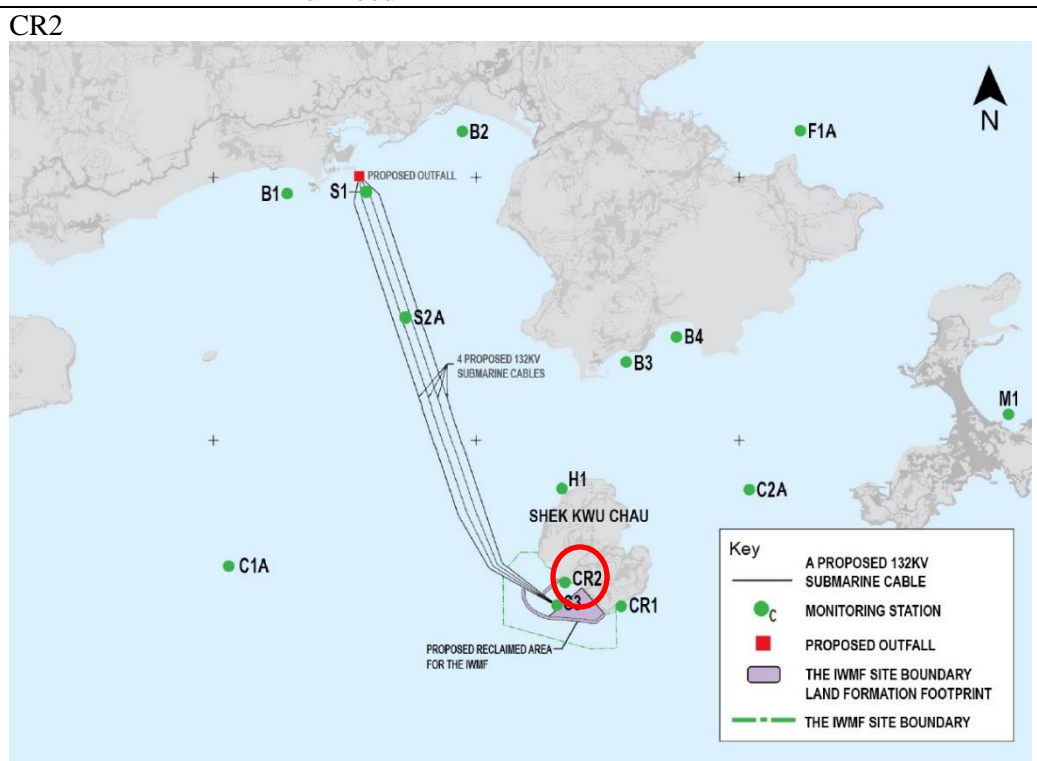 CR2
N
B2
F1A
PROPOSED OUTFALL
B1
S1
S2A
B4
4 PROPOSED 132KV
SUBMARINE CABLES
B3
M1
H1
C2A
SHEK KWU CHAU
C1A
CR2
S3
CR1
PROPOSED RECLAIMED AREA
FOR THE IWMF
Key
A PROPOSED 132KV
SUBMARINE CABLE
C
MONITORING STATION
PROPOSED OUTFALL
THE IWMF SITE BOUNDARY
LAND FORMATION FOOTPRINT
THE IWMF SITE BOUNDARY